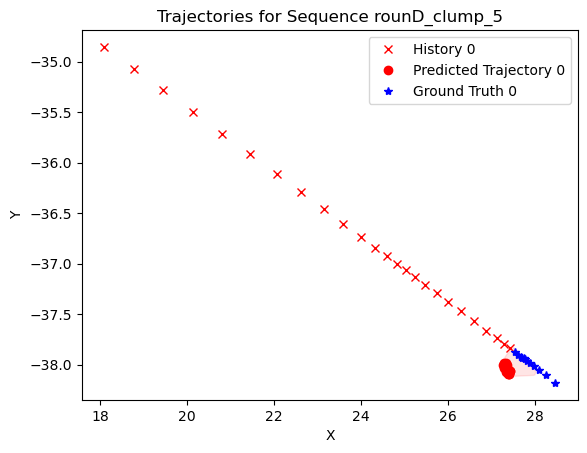 Trajectories for Sequence rounD_clump_5
History 0
Predicted Trajectory 0
Ground Truth 0
Y
−35.0
−35.5
−36.0
−36.5
−37.0
−37.5
−38.0
18 20 22 24 26 28
X